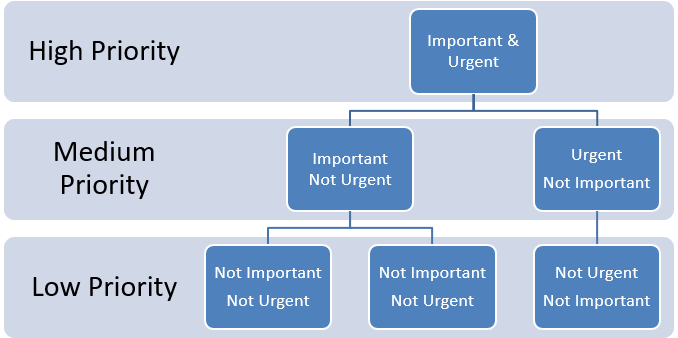 High Priority
Important &
Urgent
Medium
Priority
Important
Not Urgent
Urgent
Not Important
Low Priority
Not Important
Not Urgent
Not Important
Not Urgent
Not Urgent
Not Important